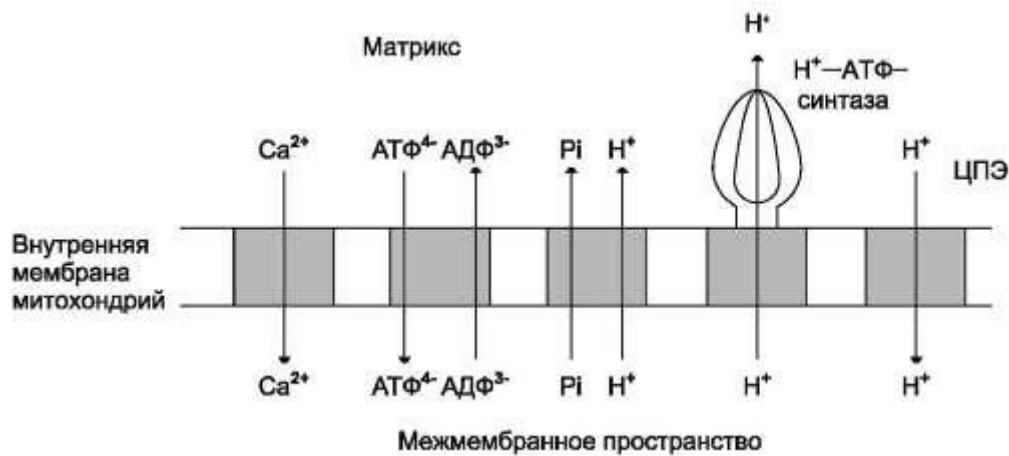 H⁺
Матрикс
H⁺—АТФ—
синтаза
Ca²⁺ АТФ⁴⁻ АДФ³⁻ Pi H⁺ H⁺
ЦПЭ
Внутренняя
мембрана
митохондрий
Ca²⁺ АТФ⁴⁻ АДФ³⁻ Pi H⁺ H⁺ H⁺
Межмембранное пространство